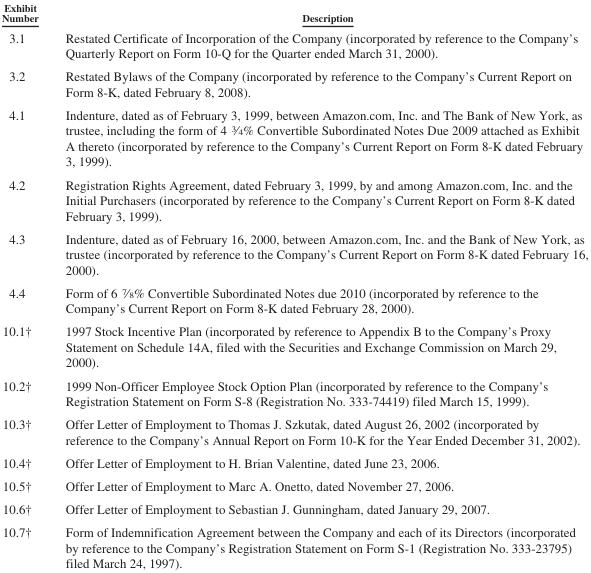 Exhibit
Number Description
3.1 Restated Certificate of Incorporation of the Company (incorporated by reference to the Company’s
Quarterly Report on Form 10-Q for the Quarter ended March 31, 2000).
3.2 Restated Bylaws of the Company (incorporated by reference to the Company’s Current Report on
Form 8-K, dated February 8, 2008).
4.1 Indenture, dated as of February 3, 1999, between Amazon.com, Inc. and The Bank of New York, as
trustee, including the form of 4 ¾% Convertible Subordinated Notes Due 2009 attached as Exhibit
A thereto (incorporated by reference to the Company’s Current Report on Form 8-K dated February
3, 1999).
4.2 Registration Rights Agreement, dated February 3, 1999, by and among Amazon.com, Inc. and the
Initial Purchasers (incorporated by reference to the Company’s Current Report on Form 8-K dated
February 3, 1999).
4.3 Indenture, dated as of February 16, 2000, between Amazon.com, Inc. and the Bank of New York, as
trustee (incorporated by reference to the Company’s Current Report on Form 8-K dated February 16,
2000).
4.4 Form of 6 ⅞% Convertible Subordinated Notes due 2010 (incorporated by reference to the
Company’s Current Report on Form 8-K dated February 28, 2000).
10.1† 1997 Stock Incentive Plan (incorporated by reference to Appendix B to the Company’s Proxy
Statement on Schedule 14A, filed with the Securities and Exchange Commission on March 29,
2000).
10.2† 1999 Non-Officer Employee Stock Option Plan (incorporated by reference to the Company’s
Registration Statement on Form S-8 (Registration No. 333-74419) filed March 15, 1999).
10.3† Offer Letter of Employment to Thomas J. Szkutak, dated August 26, 2002 (incorporated by
reference to the Company’s Annual Report on Form 10-K for the Year Ended December 31, 2002).
10.4† Offer Letter of Employment to H. Brian Valentine, dated June 23, 2006.
10.5† Offer Letter of Employment to Marc A. Onetto, dated November 27, 2006.
10.6† Offer Letter of Employment to Sebastian J. Gunningham, dated January 29, 2007.
10.7† Form of Indemnification Agreement between the Company and each of its Directors (incorporated
by reference to the Company’s Registration Statement on Form S-1 (Registration No. 333-23795)
filed March 24, 1997).